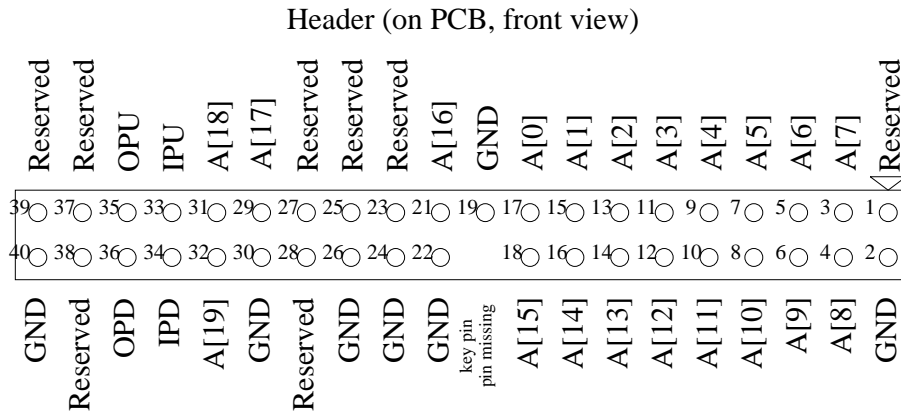 Header (on PCB, front view)
Reserved Reserved OPU IPU A[18] A[17] Reserved Reserved Reserved A[16] GND A[0] A[1] A[2] A[3] A[4] A[5] A[6] A[7] Reserved
39 37 35 33 31 29 27 25 23 21 19 17 15 13 11 9 7 5 3 1
40 38 36 34 32 30 28 26 24 22 18 16 14 12 10 8 6 4 2
GND Reserved OPD IPD A[19] GND Reserved GND GND GND key pin pin missing A[15] A[14] A[13] A[12] A[11] A[10] A[9] A[8] GND